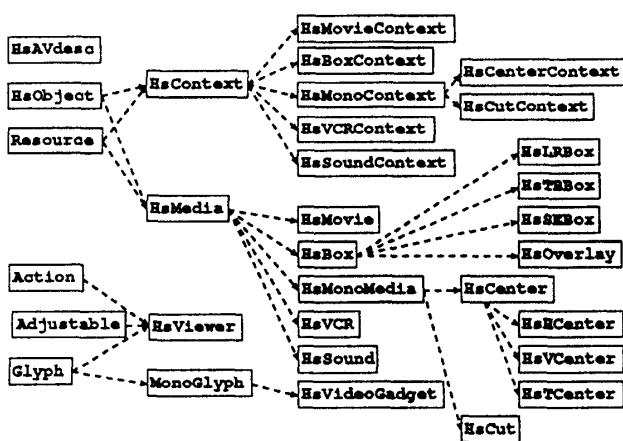 HsAVdesc
HsObject
Resource
HsContext
HsMedia
HsMovieContext
HsBoxContext
HsMonoContext
HsVCRContext
HsSoundContext
HsCenterContext
HsCutContext
HsMovie
HsBox
HsMonoMedia
HsVCR
HsSound
HsLRBox
HsTBBox
HsSEBox
HsOverlay
HsCenter
HsHCenter
HsVCenter
HsTCenter
HsCut
Action
Adjustable
Glyph
HsViewer
MonoGlyph
HsVideoGadget